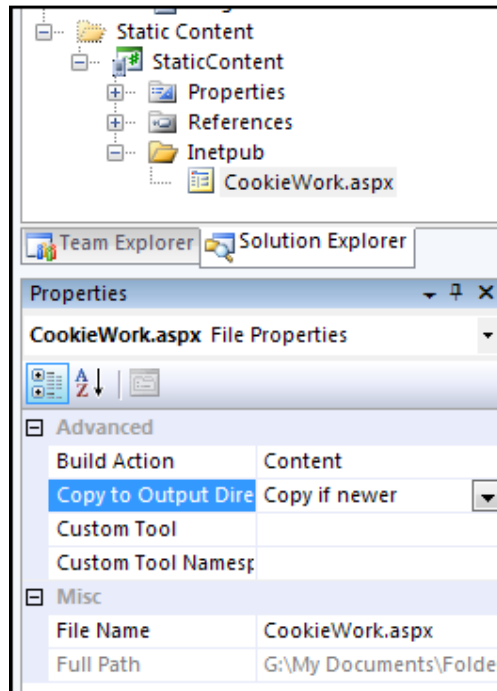 Static Content
StaticContent
Properties
References
Inetpub
CookieWork.aspx
Team Explorer Solution Explorer
Properties
CookieWork.aspx File Properties
A Z
Advanced
Build Action Content
Copy to Output Dire Copy if newer
Custom Tool
Custom Tool Namesp
Misc
File Name CookieWork.aspx
Full Path G:\My Documents\Folde